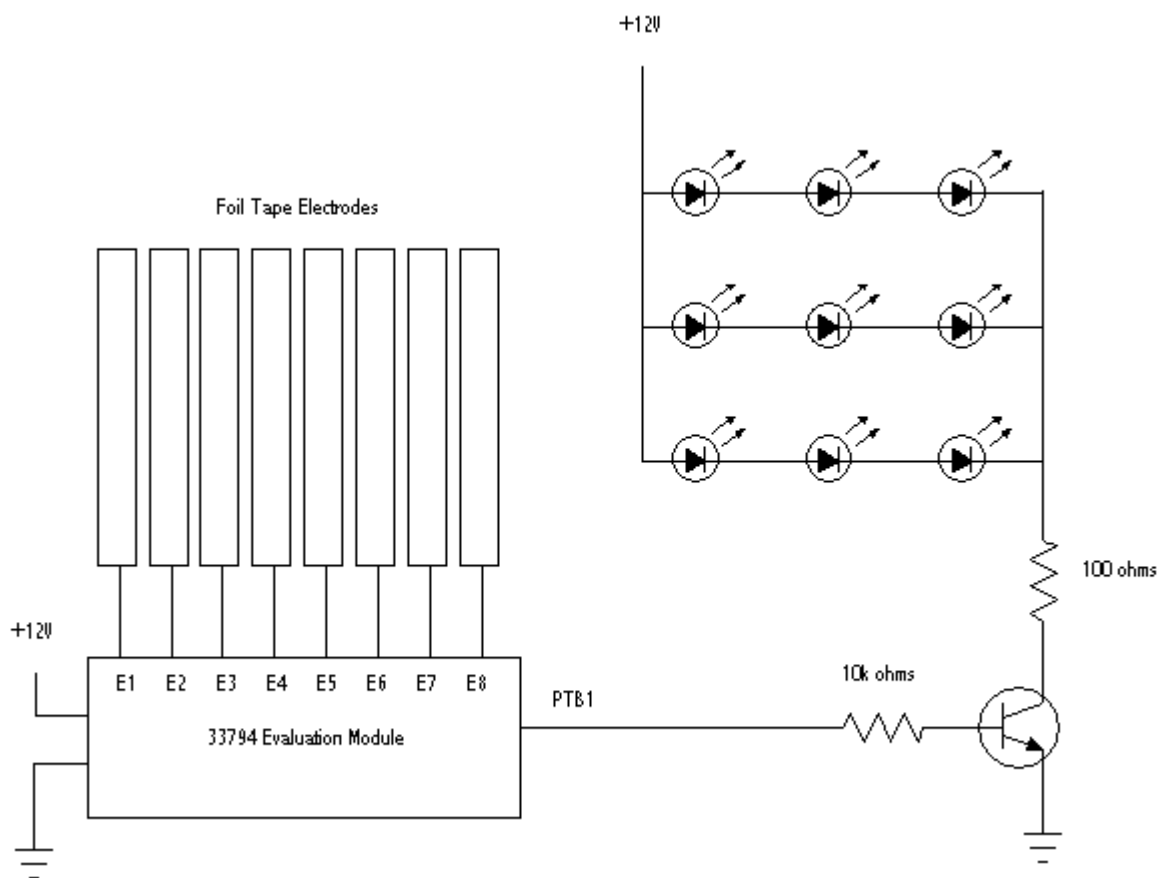 +12V
Foil Tape Electrodes
100 ohms
+12V
E1 E2 E3 E4 E5 E6 E7 E8
10k ohms
PTB1
33794 Evaluation Module